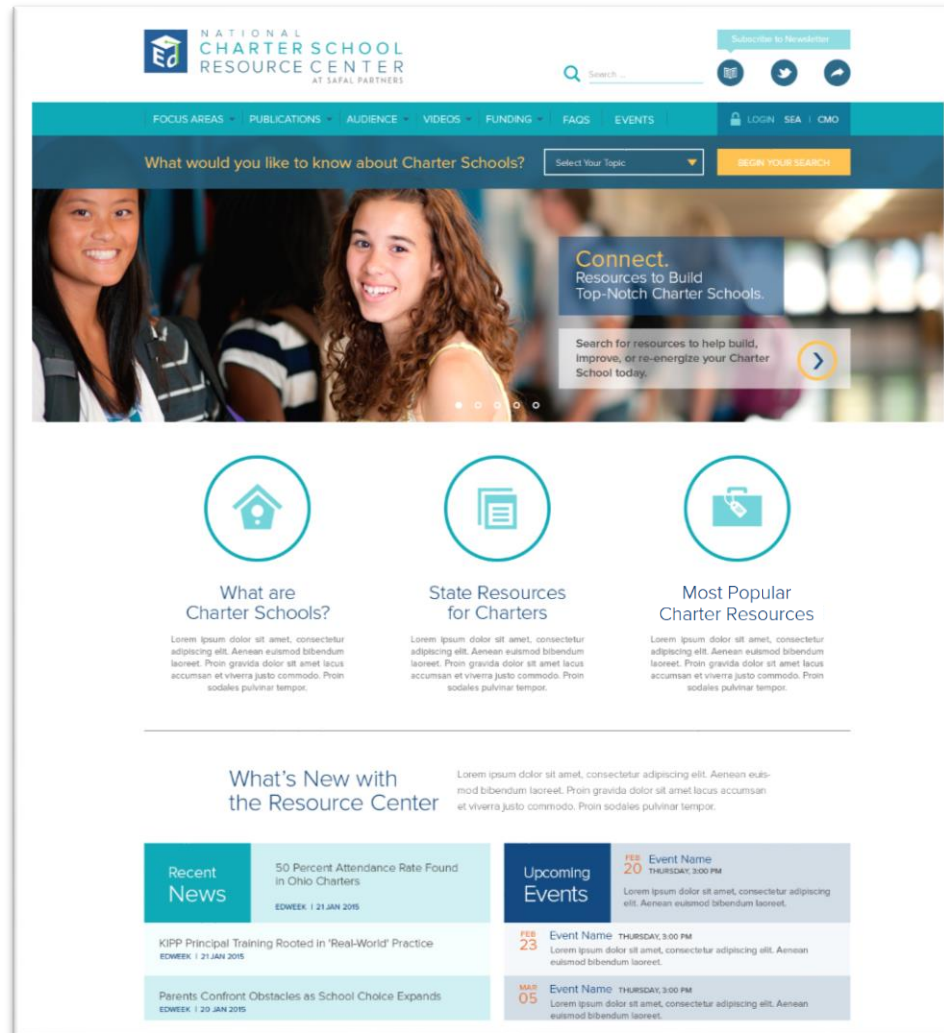 NATIONAL
CHARTER SCHOOL
RESOURCE CENTER
AT SAFAL PARTNERS
Ed
Search ...
Subscribe to Newsletter
FOCUS AREAS
PUBLICATIONS
AUDIENCE
VIDEOS
FUNDING
FAQS
EVENTS
LOGIN SEA | CMO
What would you like to know about Charter Schools?
Select Your Topic
BEGIN YOUR SEARCH
Connect.
Resources to Build
Top-Notch Charter Schools.
Search for resources to help build,
improve, or re-energize your Charter
School today.
What are
Charter Schools?
Lorem ipsum dolor sit amet, consectetur
adipiscing elit. Aenean euismod bibendum
laoreet. Proin gravida dolor sit amet lacus
accumsan et viverra justo commodo. Proin
sodales pulvinar tempor.
State Resources
for Charters
Lorem ipsum dolor sit amet, consectetur
adipiscing elit. Aenean euismod bibendum
laoreet. Proin gravida dolor sit amet lacus
accumsan et viverra justo commodo. Proin
sodales pulvinar tempor.
Most Popular
Charter Resources
Lorem ipsum dolor sit amet, consectetur
adipiscing elit. Aenean euismod bibendum
laoreet. Proin gravida dolor sit amet lacus
accumsan et viverra justo commodo. Proin
sodales pulvinar tempor.
What's New with
the Resource Center
Lorem ipsum dolor sit amet, consectetur adipiscing elit. Aenean euis-
mod bibendum laoreet. Proin gravida dolor sit amet lacus accumsan
et viverra justo commodo. Proin sodales pulvinar tempor.
Recent
News
50 Percent Attendance Rate Found
in Ohio Charters
EDWEEK | 21 JAN 2015
KIPP Principal Training Rooted in 'Real-World' Practice
EDWEEK | 21 JAN 2015
Parents Confront Obstacles as School Choice Expands
EDWEEK | 20 JAN 2015
Upcoming
Events
FEB
20
Event Name
THURSDAY, 3:00 PM
Lorem ipsum dolor sit amet, consectetur adipiscing
elit. Aenean euismod bibendum laoreet.
FEB
23
Event Name THURSDAY, 3:00 PM
Lorem ipsum dolor sit amet, consectetur adipiscing elit. Aenean
euismod bibendum laoreet.
MAR
05
Event Name THURSDAY, 3:00 PM
Lorem ipsum dolor sit amet, consectetur adipiscing elit. Aenean
euismod bibendum laoreet.